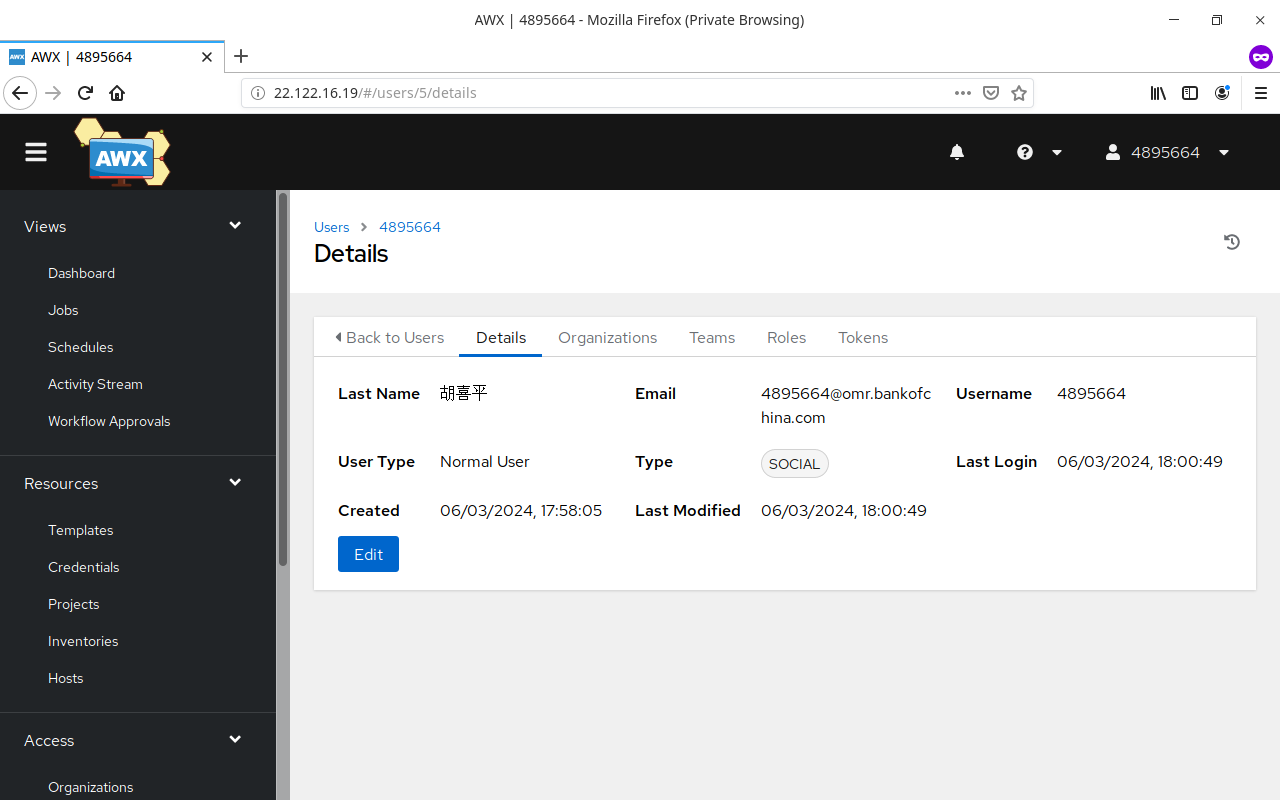 AWX | 4895664 - Mozilla Firefox (Private Browsing)
AWX | 4895664
22.122.16.19/#/users/5/details
AWX
4895664
Views
Dashboard
Jobs
Schedules
Activity Stream
Workflow Approvals
Resources
Templates
Credentials
Projects
Inventories
Hosts
Access
Organizations
Users 4895664
Details
Back to Users Details Organizations Teams Roles Tokens
Last Name 胡喜平 Email 4895664@omr.bankofc
hina.com Username 4895664
User Type Normal User Type SOCIAL Last Login 06/03/2024, 18:00:49
Created 06/03/2024, 17:58:05 Last Modified 06/03/2024, 18:00:49
Edit